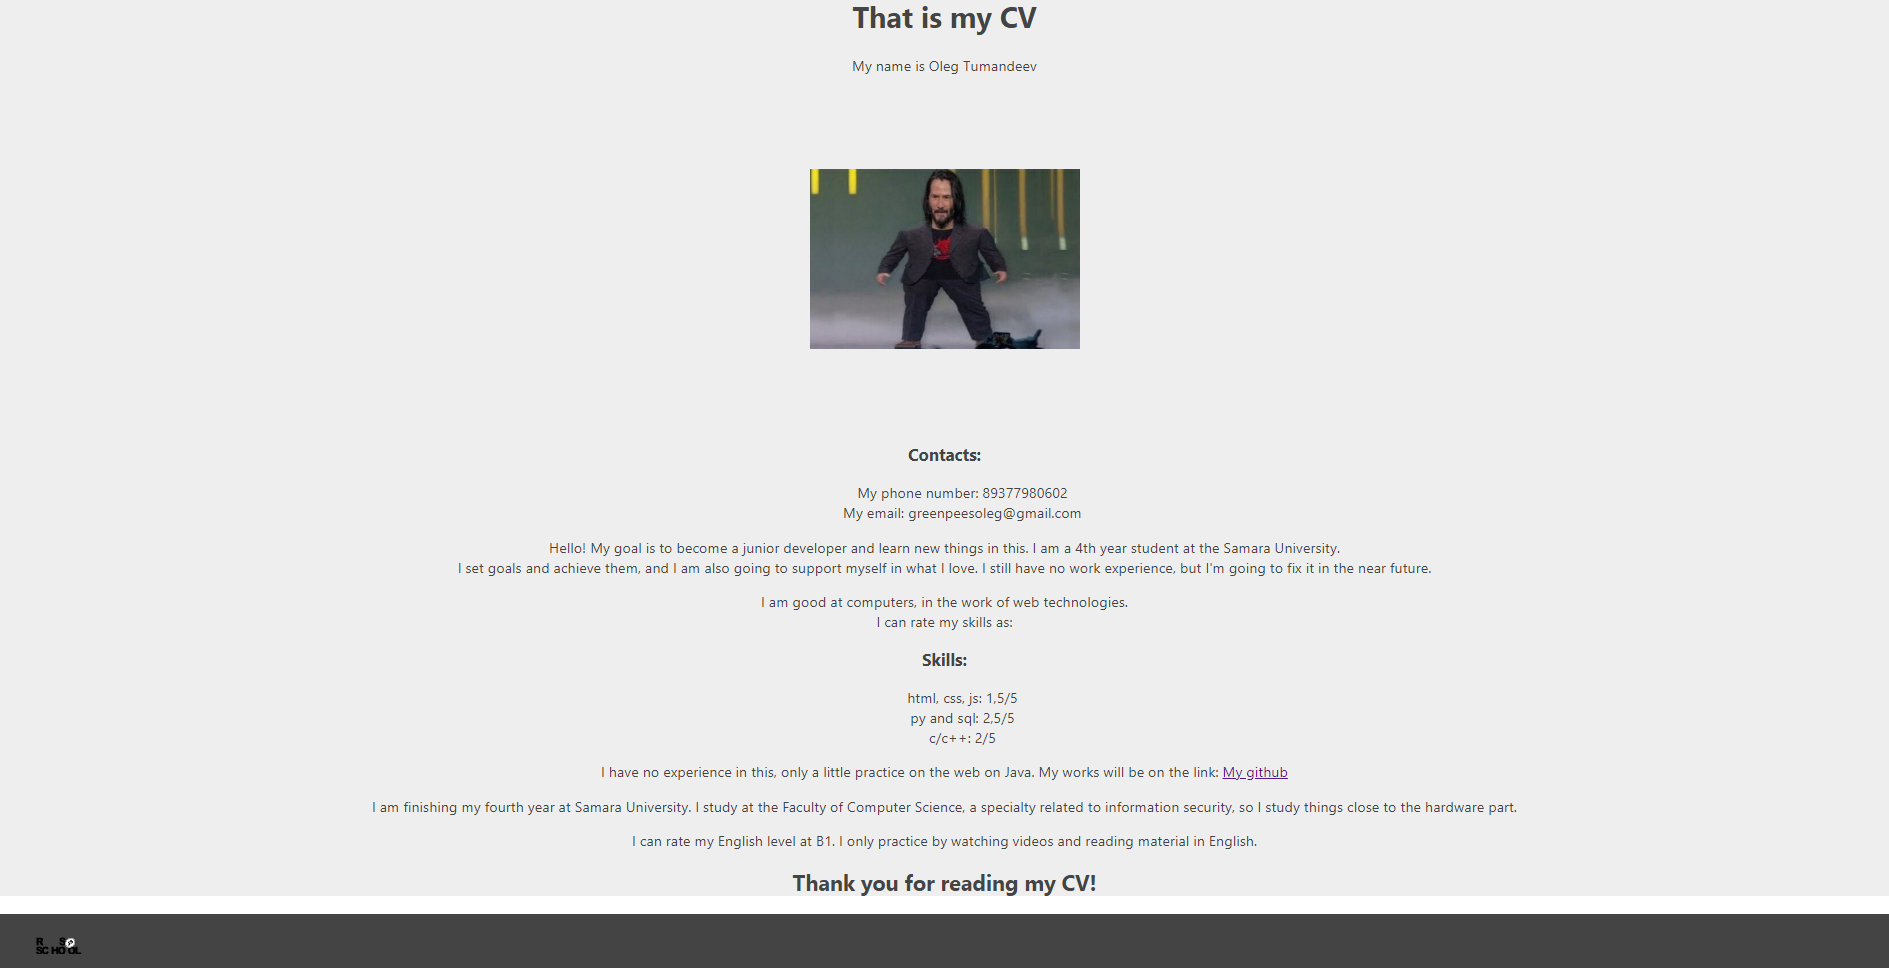 That is my CV
My name is Oleg Tumandeev
Contacts:
My phone number: 89377980602
My email: greenpeesoleg@gmail.com
Hello! My goal is to become a junior developer and learn new things in this. I am a 4th year student at the Samara University.
I set goals and achieve them, and I am also going to support myself in what I love. I still have no work experience, but I'm going to fix it in the near future.
I am good at computers, in the work of web technologies.
I can rate my skills as:
Skills:
html, css, js: 1,5/5
py and sql: 2,5/5
c/c++: 2/5
I have no experience in this, only a little practice on the web on Java. My works will be on the link: My github
I am finishing my fourth year at Samara University. I study at the Faculty of Computer Science, a specialty related to information security, so I study things close to the hardware part.
I can rate my English level at B1. I only practice by watching videos and reading material in English.
Thank you for reading my CV!
R S
SCHOOL